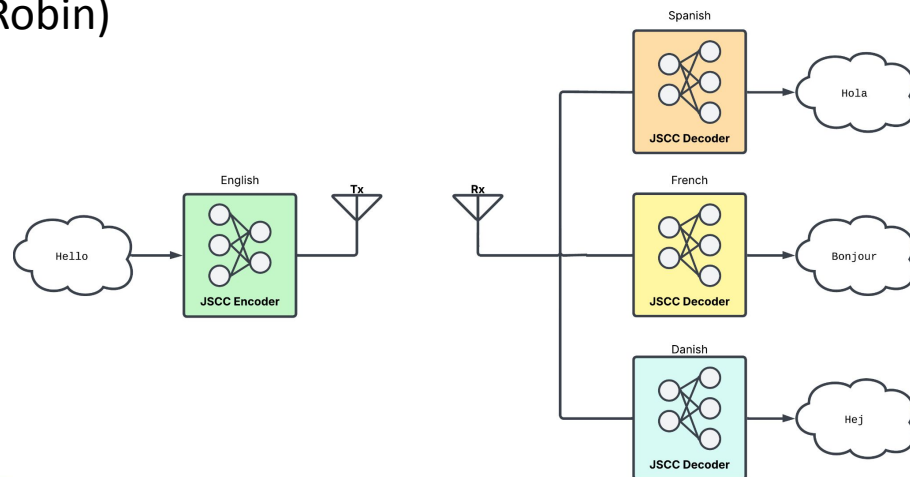 Robin)
Spanish
JSCC Decoder
Hola
English
Tx
Rx
French
Hello
JSCC Encoder
JSCC Decoder
Bonjour
Danish
JSCC Decoder
Hej